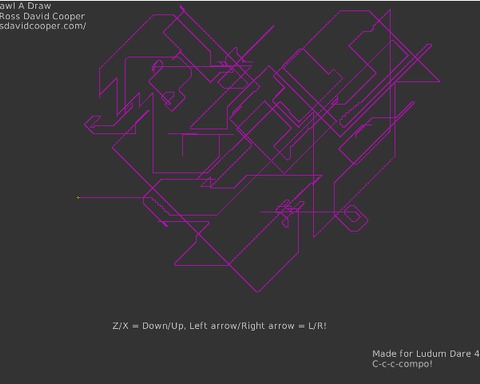 awl A Draw
Ross David Cooper
sdavidcooper.com/
Z/X = Down/Up, Left arrow/Right arrow = L/R!
Made for Ludum Dare 4
C-c-c-compo!